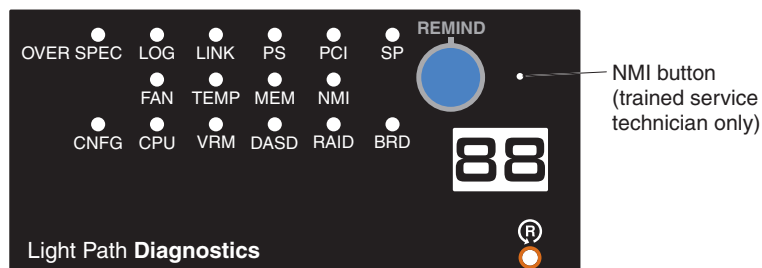 REMIND
OVER SPEC LOG LINK PS PCI SP
FAN TEMP MEM NMI
CNFG CPU VRM DASD RAID BRD
88
R
Light Path Diagnostics
NMI button
(trained service
technician only)